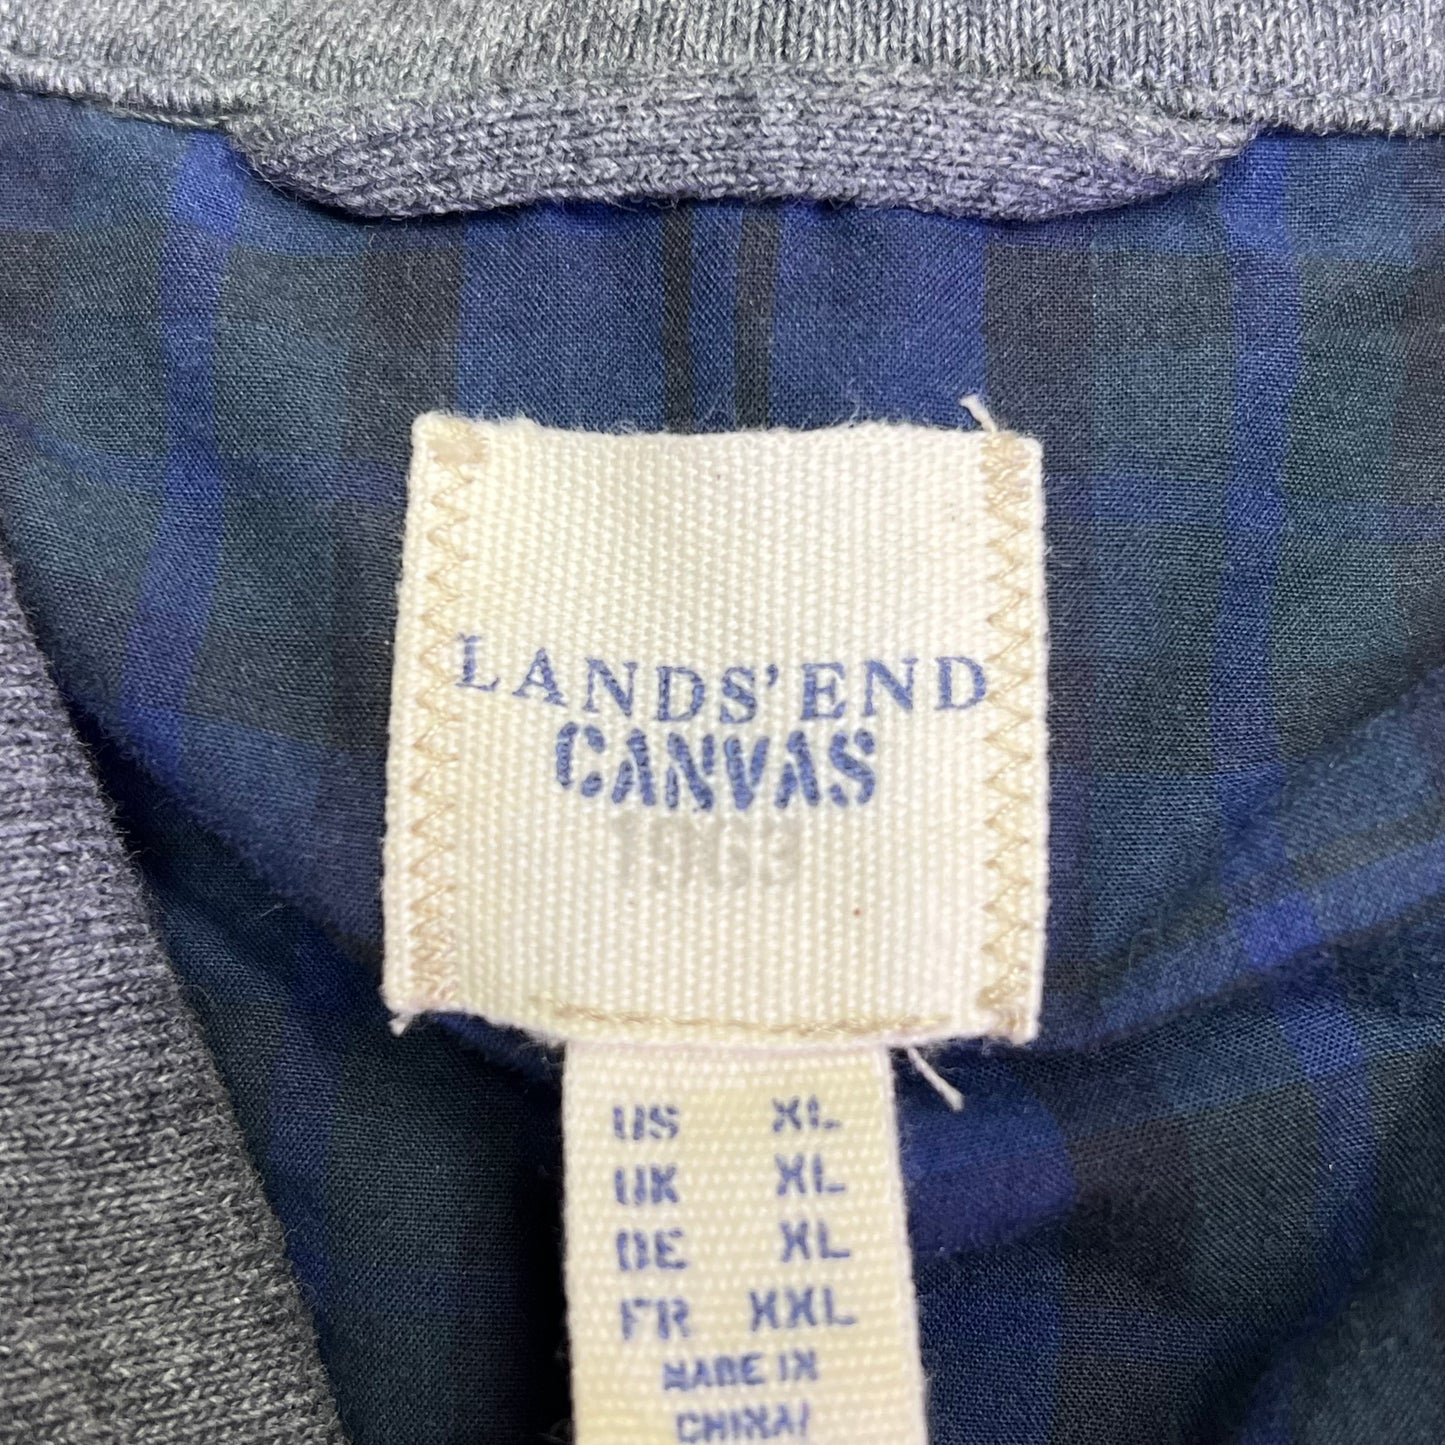 LANDS' END
CANVAS
1963
US XL
UK XL
DE XL
FR XXL
MADE IN
CHINA/